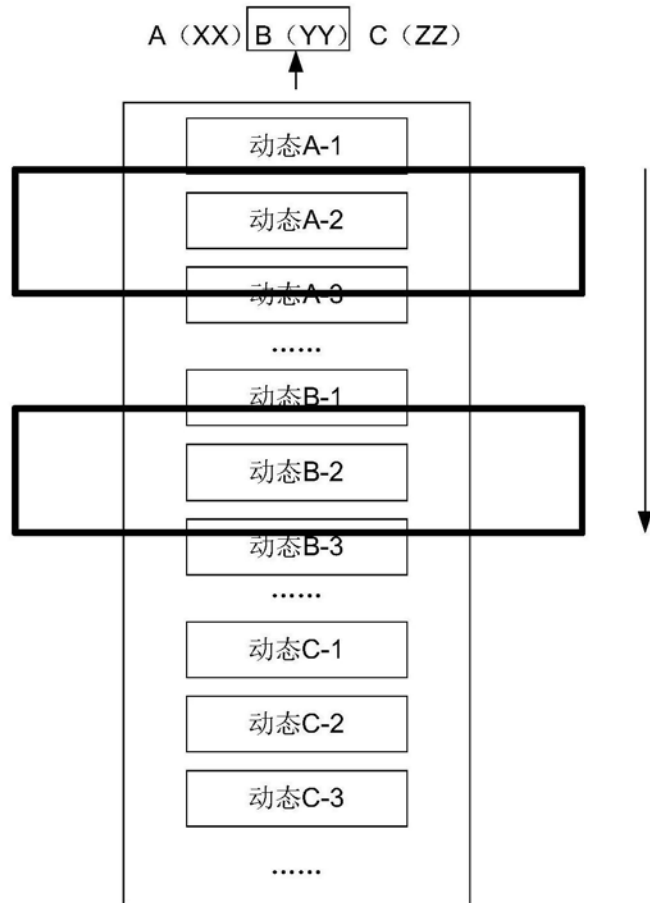 A（XX） B（YY） C（ZZ）
动态A-1
动态A-2
动态A-3
......
动态B-1
动态B-2
动态B-3
......
动态C-1
动态C-2
动态C-3
......